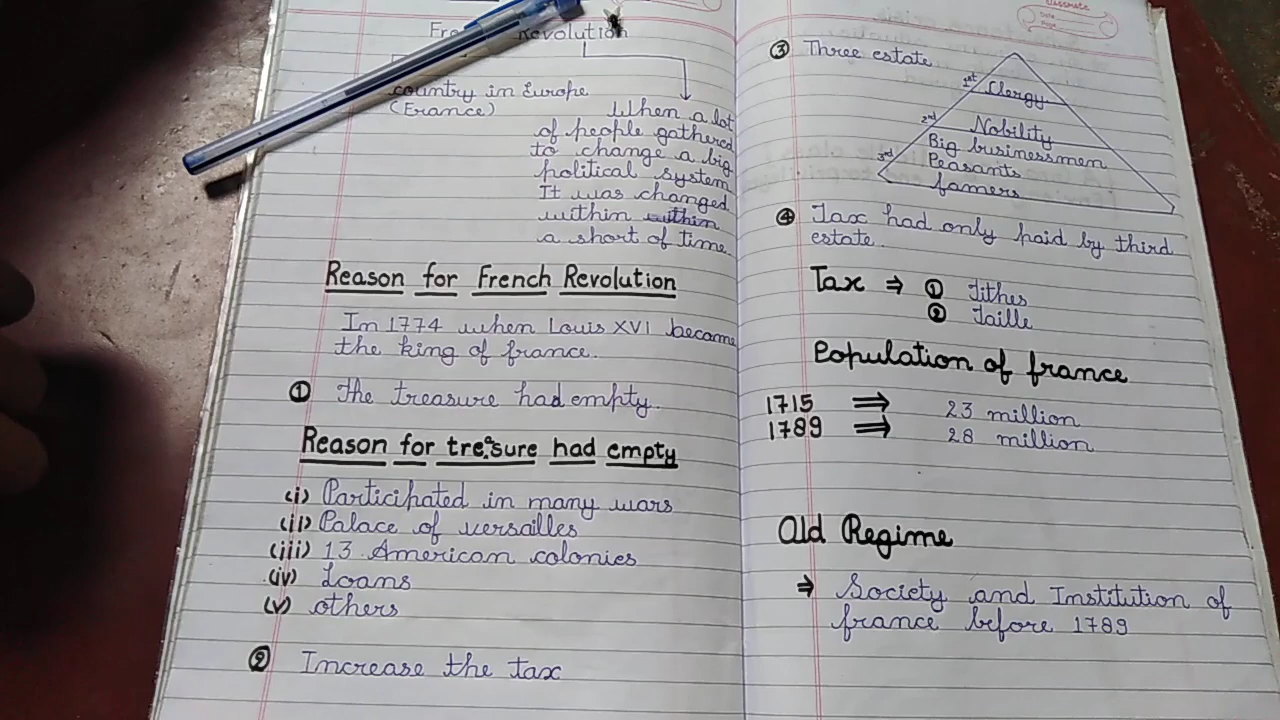 French Revolution
country in Europe
(France)
When a lot
of people gathered
to change a big
political system
It was changed
within within
a short of time
Reason for French Revolution
In 1774 when Louis XVI became
the king of france.
① The treasure had empty.
Reason for treasure had empty
(i) Participated in many wars
(ii) Palace of versailles
(iii) 13 American colonies
(iv) Loans
(v) others
② Increase the tax
classmate
Date
Page
③ Three estate
1st Clergy
2nd Nobility
Big businessmen
3rd Peasants
famers
④ Tax had only paid by third
estate.
Tax ⇒ ① Tithes
② Taille
Population of france
1715 ⇒ 23 million
1789 ⇒ 28 million
Old Regime
⇒ Society and Institution of
france before 1789